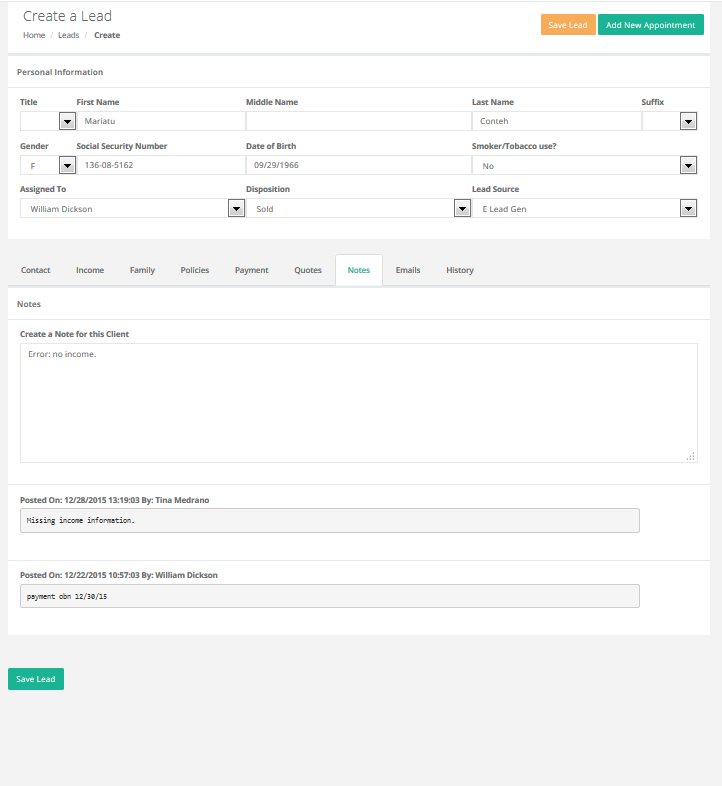 Create a Lead
Home / Leads / Create
Save Lead
Add New Appointment
Personal Information
Title First Name Middle Name Last Name Suffix
Mariatu Conteh
Gender Social Security Number Date of Birth Smoker/Tobacco use?
F 136-08-5162 09/29/1966 No
Assigned To Disposition Lead Source
William Dickson Sold E Lead Gen
Contact Income Family Policies Payment Quotes Notes Emails History
Notes
Create a Note for this Client
Error: no income.
Posted On: 12/28/2015 13:19:03 By: Tina Medrano
Missing income information.
Posted On: 12/22/2015 10:57:03 By: William Dickson
payment obn 12/30/15
Save Lead